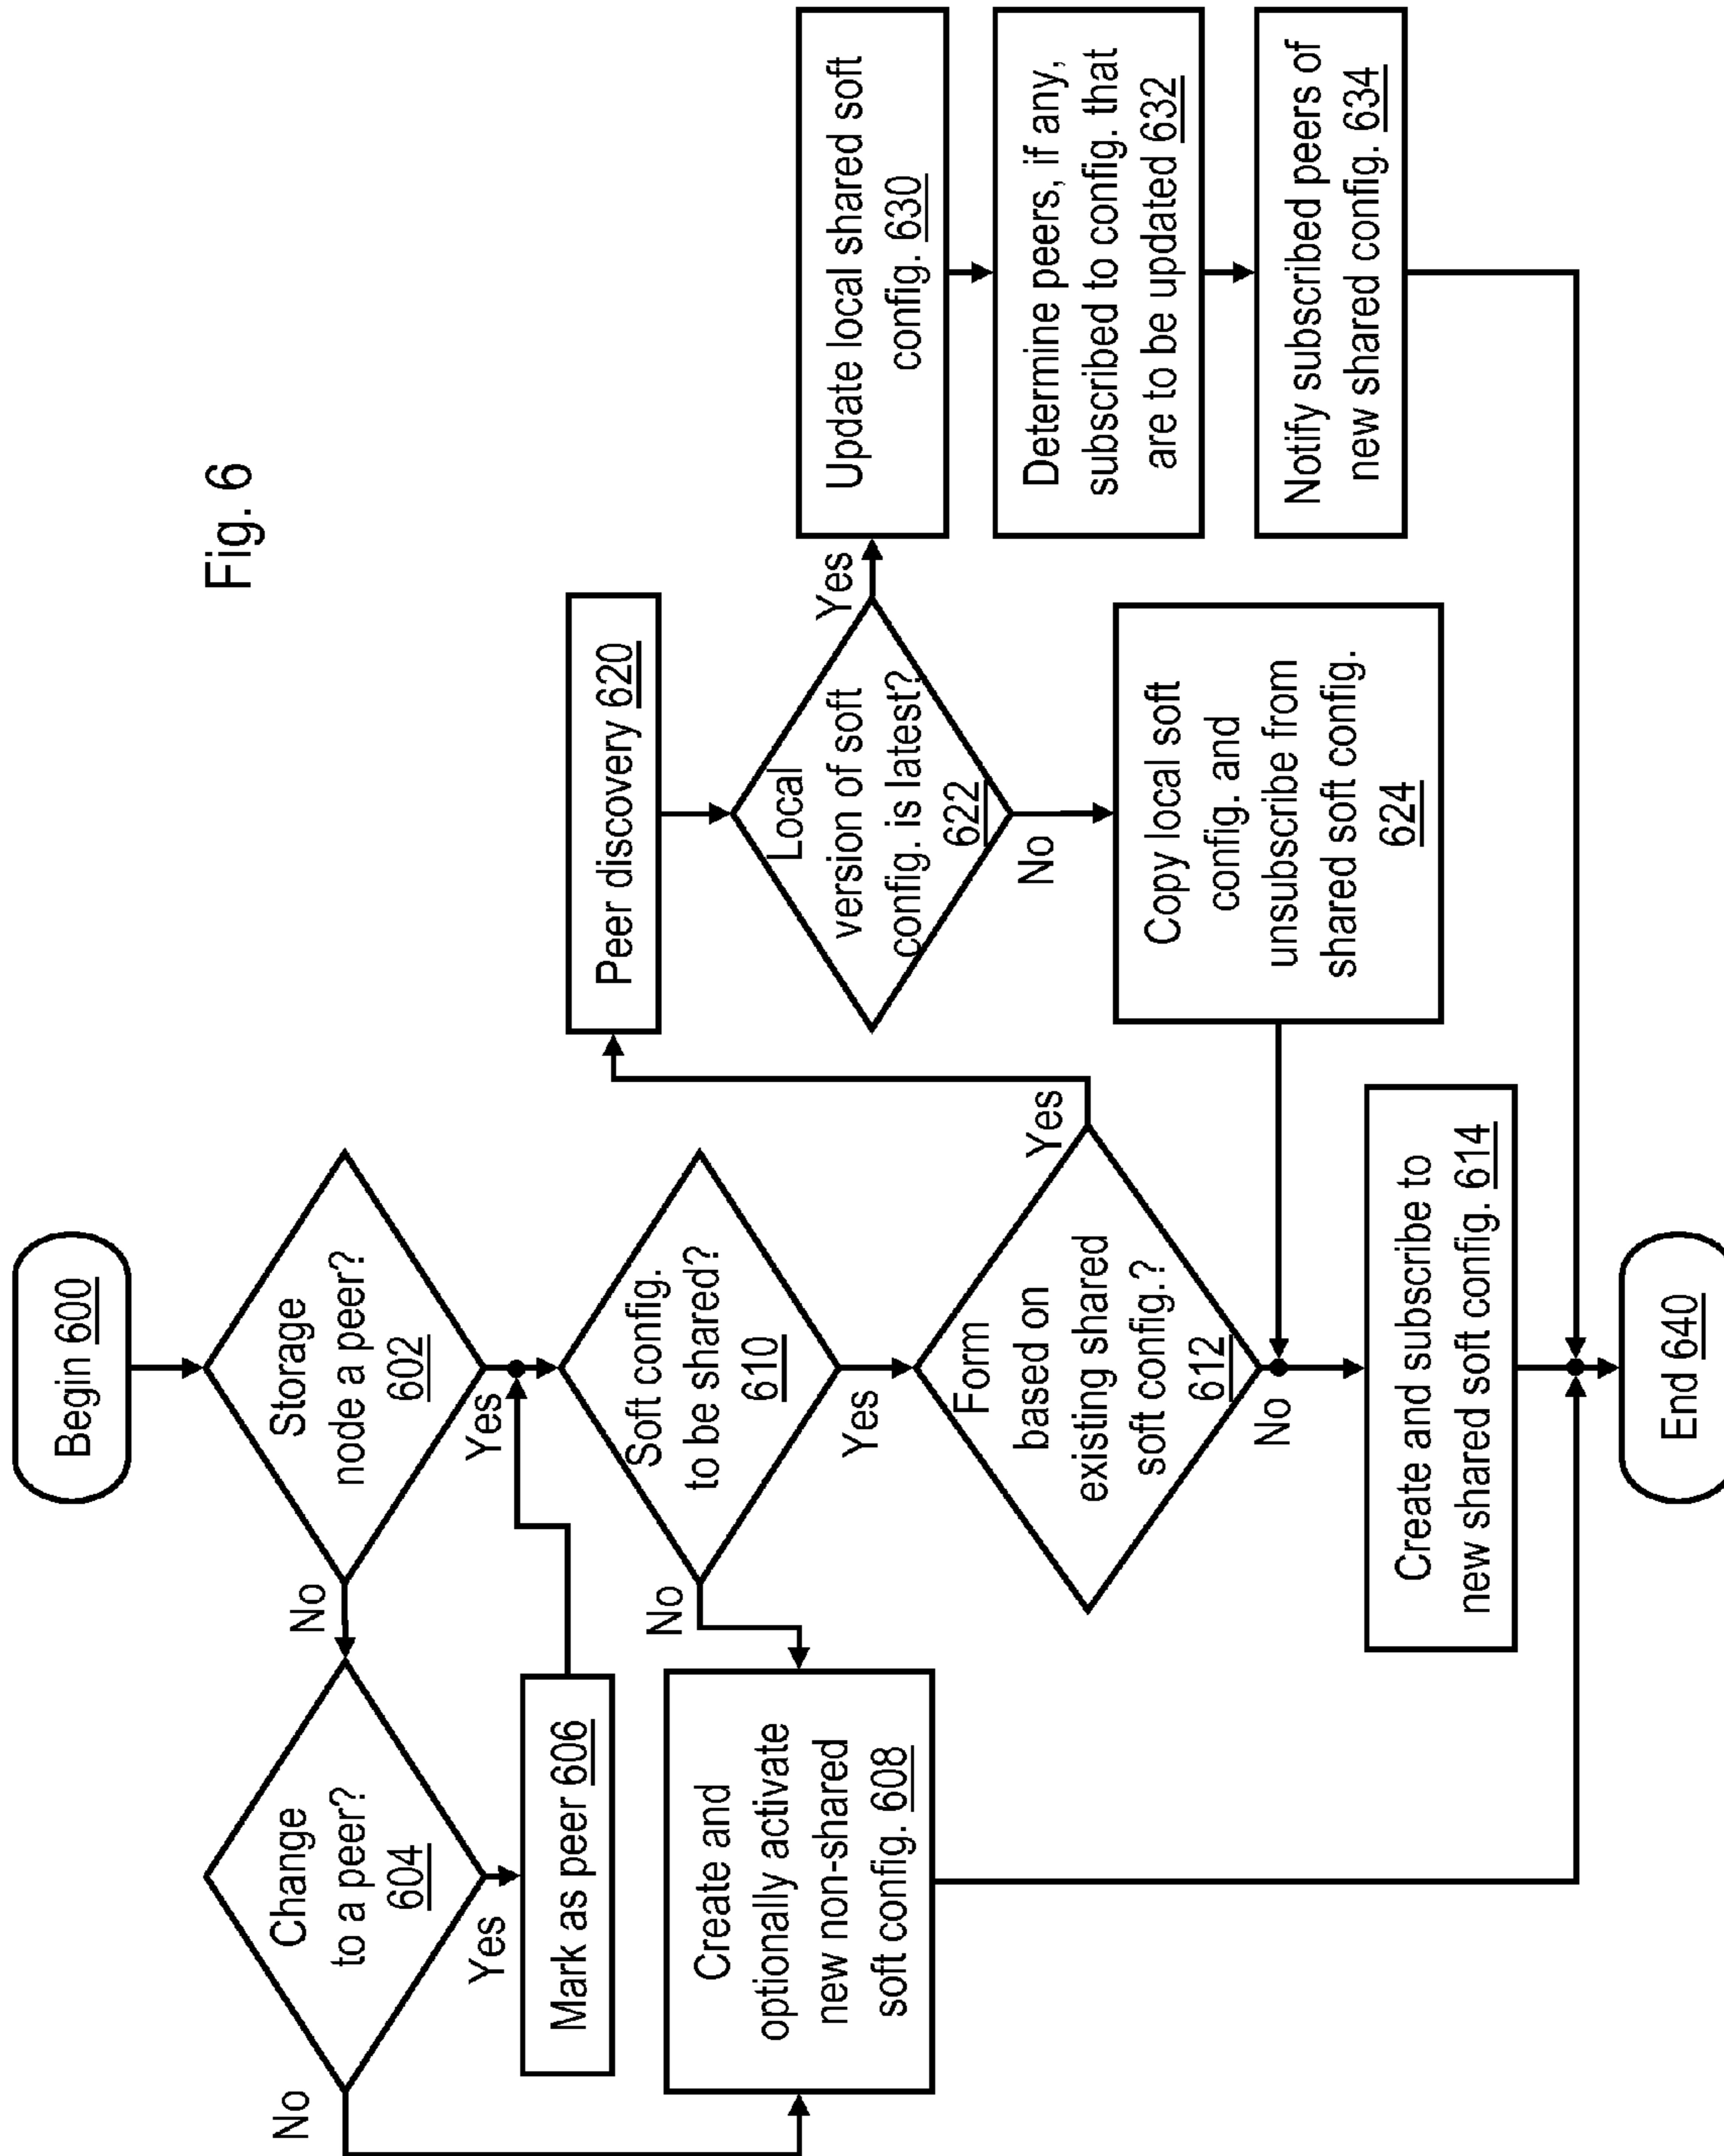 Fig. 6
Begin 600
Storage
node a peer?
602
No
Yes
Change
to a peer?
604
No
Yes
Mark as peer 606
Soft config.
to be shared?
610
No
Yes
Create and
optionally activate
new non-shared
soft config. 608
Form
based on
existing shared
soft config.?
612
Yes
No
Peer discovery 620
Local
version of soft
config. is latest?
622
Yes
No
Copy local soft
config. and
unsubscribe from
shared soft config.
624
Update local shared soft
config. 630
Determine peers, if any,
subscribed to config. that
are to be updated 632
Notify subscribed peers of
new shared config. 634
Create and subscribe to
new shared soft config. 614
End 640